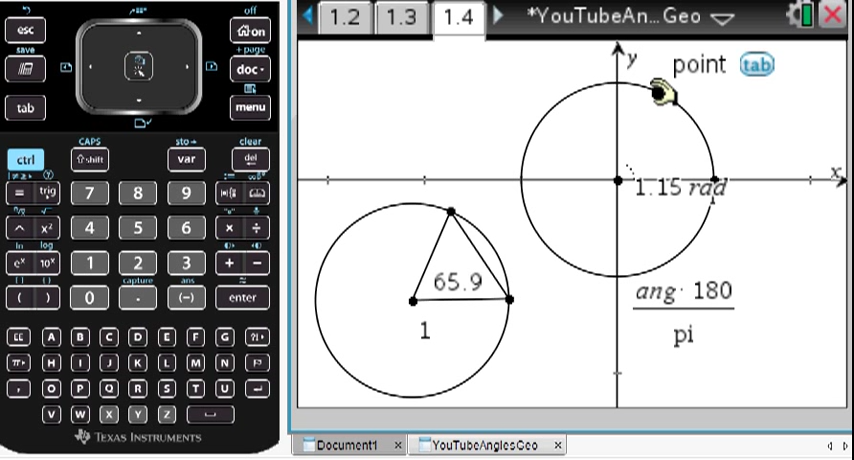 off
esc
on
save
+ page
doc
tab
menu
CAPS
sto→
clear
ctrl
⇧shift
var
del
= trig 7 8 9
^ x² 4 5 6 × ÷
ln log
eˣ 10ˣ 1 2 3 + −
capture ans
( ) 0 . (−) enter
EE A B C D E F G ?!▸
π▸ H I J K L M N
, O P Q R S T U ↵
V W X Y Z
TEXAS INSTRUMENTS
1.2 1.3 1.4 *YouTubeAn…Geo
y
point tab
x
1.15 rad
65.9
1
ang· 180
pi
Document1 × YouTubeAnglesGeo ×